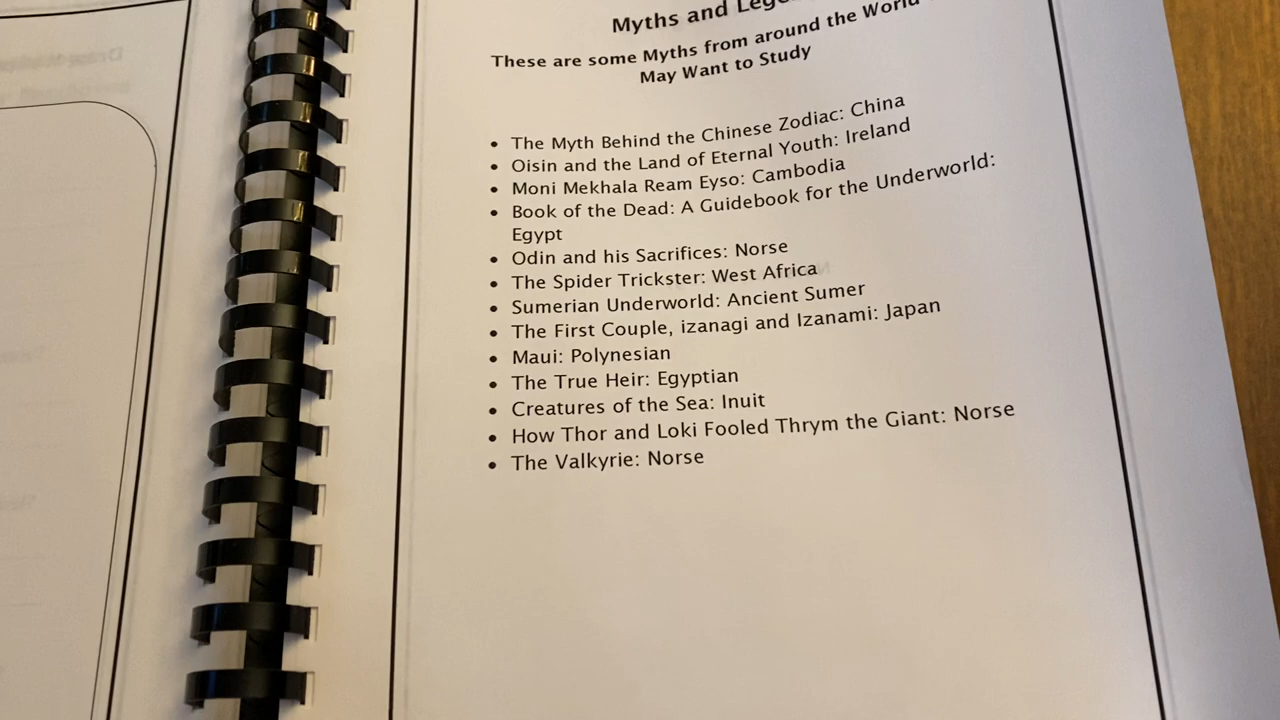 Myths and
These are some Myths from around the World
May Want to Study
• The Myth Behind the Chinese Zodiac: China
• Oisin and the Land of Eternal Youth: Ireland
• Moni Mekhala Ream Eyso: Cambodia
• Book of the Dead: A Guidebook for the Underworld:
Egypt
• Odin and his Sacrifices: Norse
• The Spider Trickster: West Africa
• Sumerian Underworld: Ancient Sumer
• The First Couple, izanagi and Izanami: Japan
• Maui: Polynesian
• The True Heir: Egyptian
• Creatures of the Sea: Inuit
• How Thor and Loki Fooled Thrym the Giant: Norse
• The Valkyrie: Norse